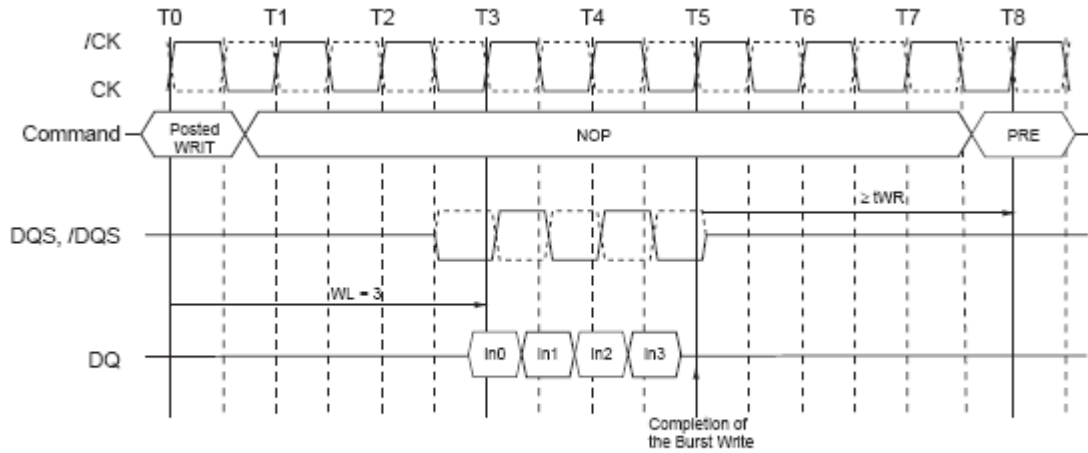 T0 T1 T2 T3 T4 T5 T6 T7 T8
/CK
CK
Command
Posted
WRIT
NOP
PRE
≥ tWR
DQS, /DQS
WL = 3
DQ
In0 In1 In2 In3
Completion of
the Burst Write